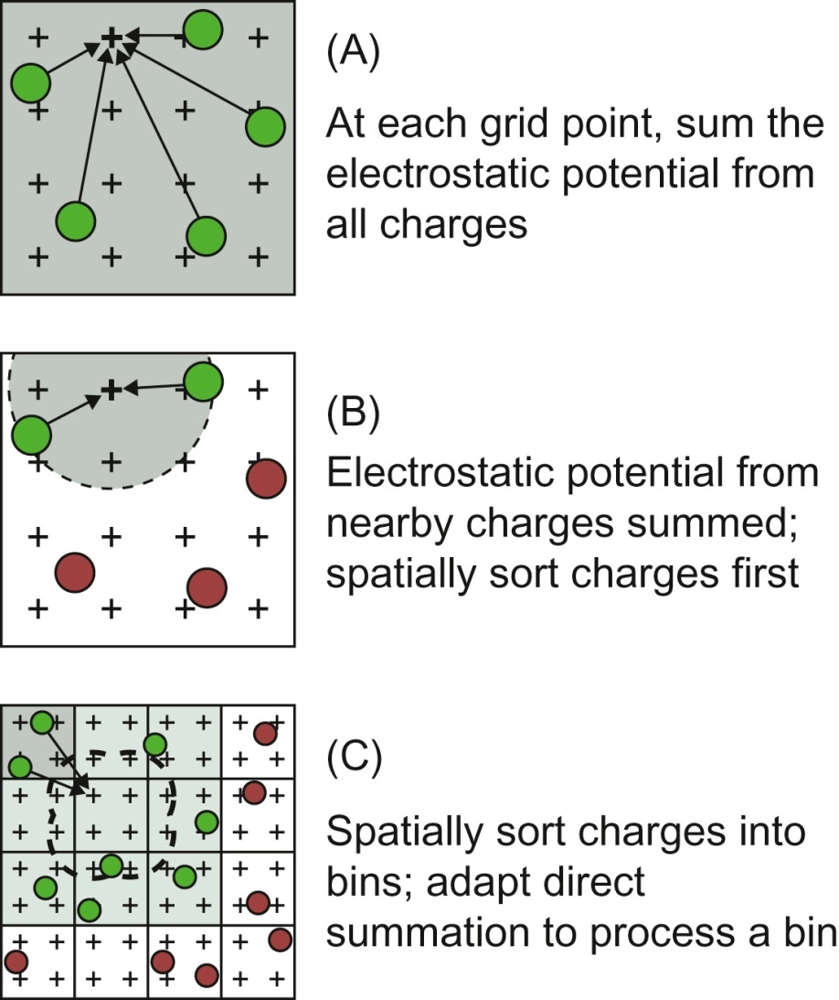 (A)
At each grid point, sum the
electrostatic potential from
all charges
(B)
Electrostatic potential from
nearby charges summed;
spatially sort charges first
(C)
Spatially sort charges into
bins; adapt direct
summation to process a bin